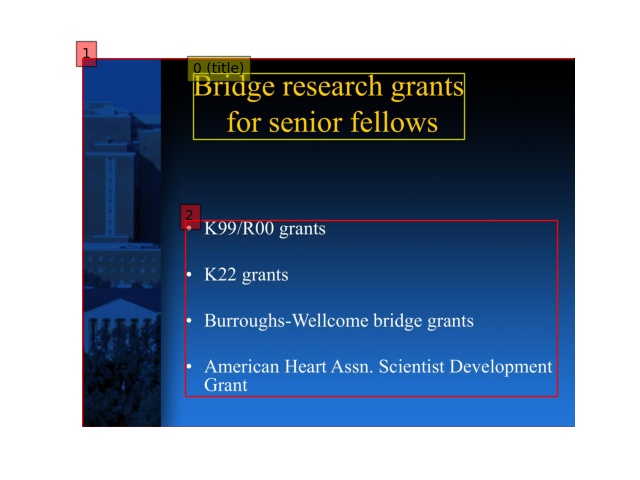 1
0 (title)
Bridge research grants
for senior fellows
2
• K99/R00 grants
• K22 grants
• Burroughs-Wellcome bridge grants
• American Heart Assn. Scientist Development
Grant